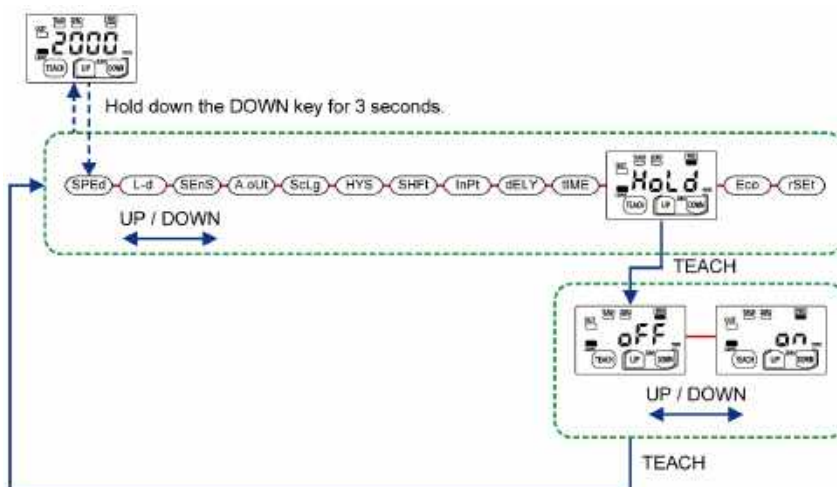 2000
TEACH UP DOWN
Hold down the DOWN key for 3 seconds.
SPEd L-d SEnS A.oUt ScLg HYS SHFt InPt dELY tIME HoLd Eco rSEt
TEACH UP DOWN
UP / DOWN
TEACH
oFF on
TEACH UP DOWN TEACH UP DOWN
UP / DOWN
TEACH